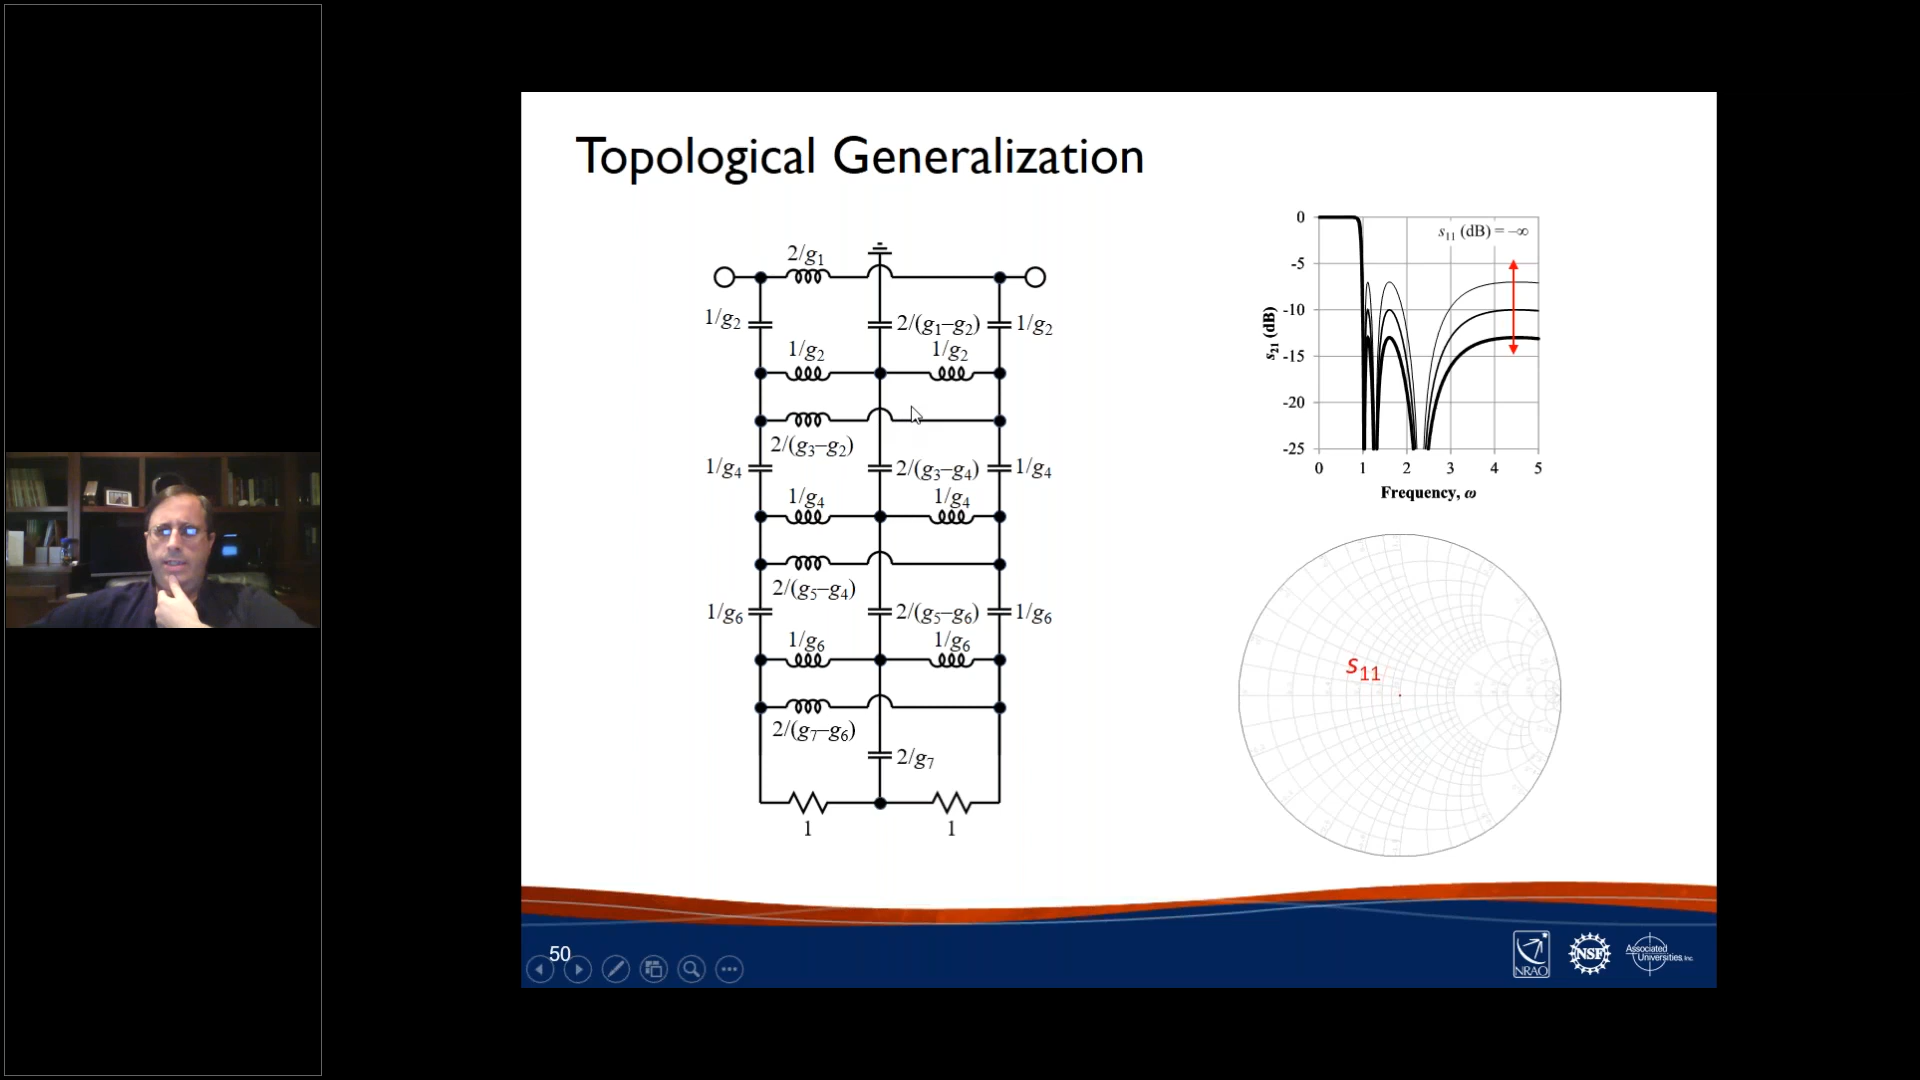 Topological Generalization
2/g1
1/g2
2/(g1–g2)
1/g2
1/g2
1/g2
2/(g3–g2)
1/g4
2/(g3–g4)
1/g4
1/g4
1/g4
2/(g5–g4)
1/g6
2/(g5–g6)
1/g6
1/g6
1/g6
2/(g7–g6)
2/g7
1
1
s11 (dB) = –∞
0
-5
-10
-15
-20
-25
s21 (dB)
0 1 2 3 4 5
Frequency, ω
s11
50
NRAO
NSF
Associated
Universities, Inc.